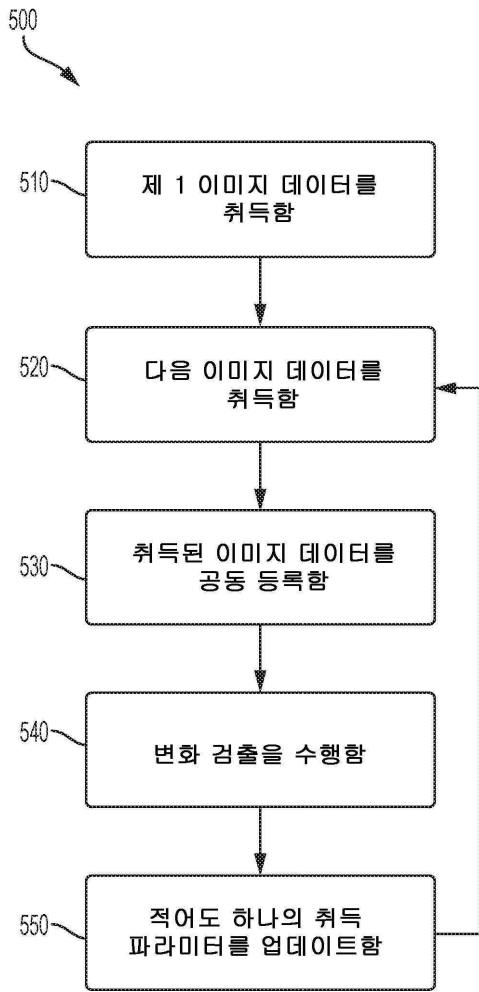 500
510
제 1 이미지 데이터를
취득함
520
다음 이미지 데이터를
취득함
530
취득된 이미지 데이터를
공동 등록함
540
변화 검출을 수행함
550
적어도 하나의 취득
파라미터를 업데이트함